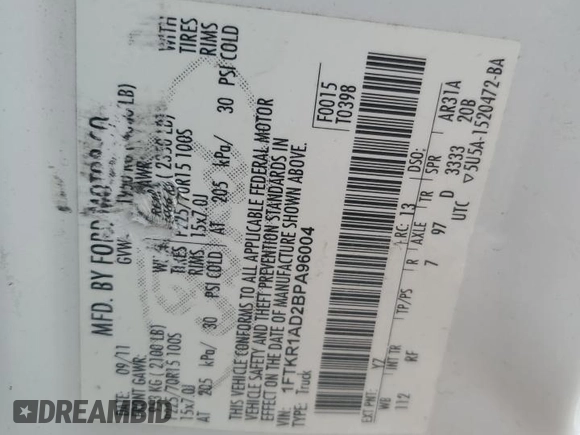 MFD. BY FORD MOTOR CO.
DATE: 09/11 GVWR:
FRONT GAWR: GAWR:
KG ( 2100 LB) WITH WITH
P225/70R15 100S TIRES P225/70R15 100S TIRES
15x7.0J RIMS 15x7.0J RIMS
AT 205 kPa/ 30 PSI COLD AT 205 kPa/ 30 PSI COLD
THIS VEHICLE CONFORMS TO ALL APPLICABLE FEDERAL MOTOR
VEHICLE SAFETY AND THEFT PREVENTION STANDARDS IN
EFFECT ON THE DATE OF MANUFACTURE SHOWN ABOVE.
VIN: 1FTKR1AD2BPA96004
TYPE: Truck
F0015
T0398
EXT PNT: YZ RC: 13 DSO:
WB INT TR TP/PS R AXLE TR SPR AR31A
112 RF 7 97 D 3333 20B
UTC ▽5U5A-1520472-BA
DREAMBID